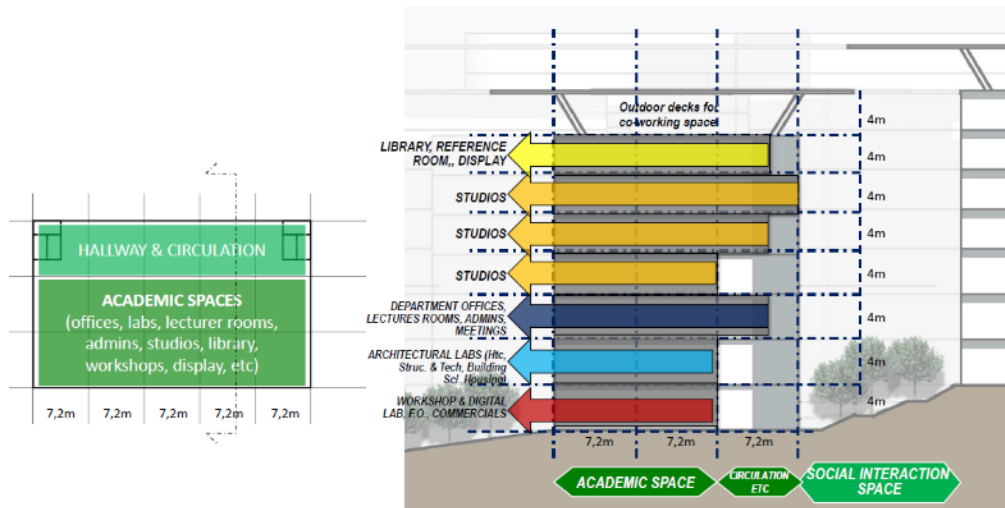 HALLWAY & CIRCULATION
ACADEMIC SPACES
(offices, labs, lecturer rooms,
admins, studios, library,
workshops, display, etc)
7,2m 7,2m 7,2m 7,2m 7,2m
Outdoor decks for
co-working space
4m
LIBRARY, REFERENCE
ROOM,, DISPLAY
4m
STUDIOS
4m
STUDIOS
4m
STUDIOS
4m
DEPARTMENT OFFICES,
LECTURES ROOMS, ADMINS,
MEETINGS
4m
ARCHITECTURAL LABS (Htc,
Struc. & Tech, Building
Sci, Housing)
4m
WORKSHOP & DIGITAL
LAB, F.O., COMMERCIALS
4m
7,2m 7,2m 7,2m
ACADEMIC SPACE
CIRCULATION
ETC
SOCIAL INTERACTION
SPACE